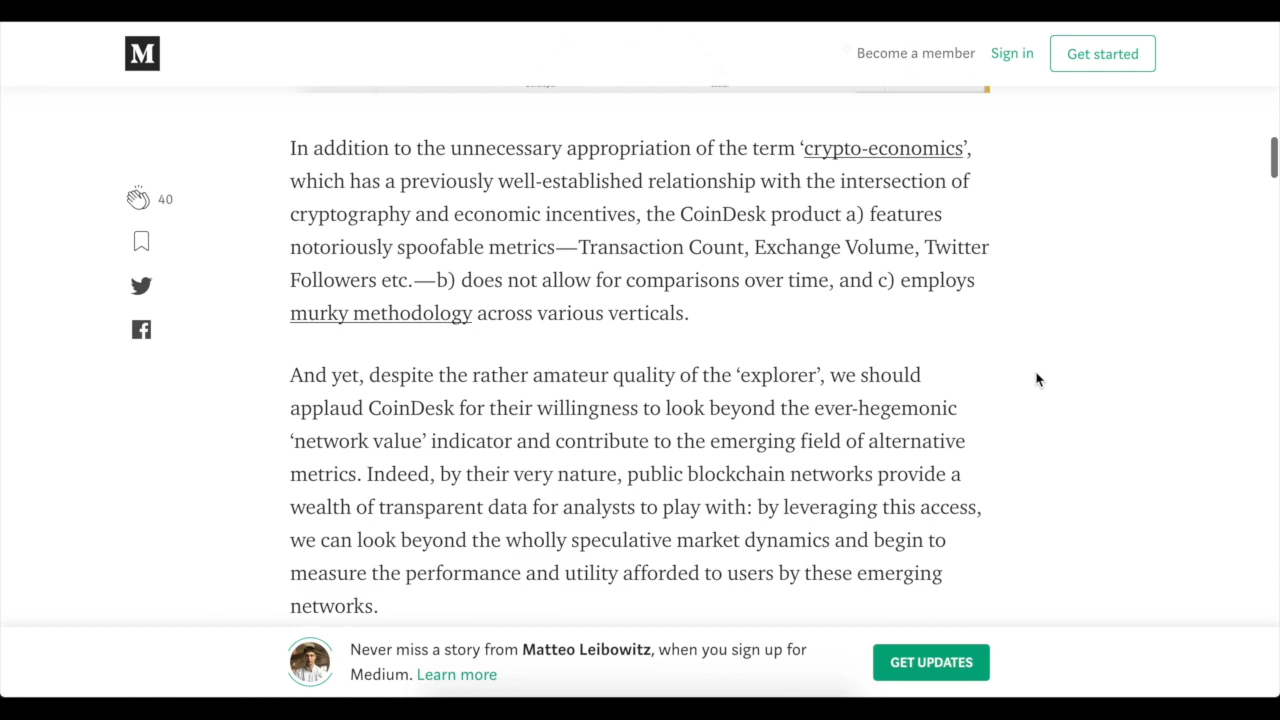 M
Become a member Sign in Get started
In addition to the unnecessary appropriation of the term ‘crypto-economics’,
which has a previously well-established relationship with the intersection of
cryptography and economic incentives, the CoinDesk product a) features
notoriously spoofable metrics—Transaction Count, Exchange Volume, Twitter
Followers etc.—b) does not allow for comparisons over time, and c) employs
murky methodology across various verticals.
40
And yet, despite the rather amateur quality of the ‘explorer’, we should
applaud CoinDesk for their willingness to look beyond the ever-hegemonic
‘network value’ indicator and contribute to the emerging field of alternative
metrics. Indeed, by their very nature, public blockchain networks provide a
wealth of transparent data for analysts to play with: by leveraging this access,
we can look beyond the wholly speculative market dynamics and begin to
measure the performance and utility afforded to users by these emerging
networks.
Never miss a story from Matteo Leibowitz, when you sign up for
Medium. Learn more
GET UPDATES